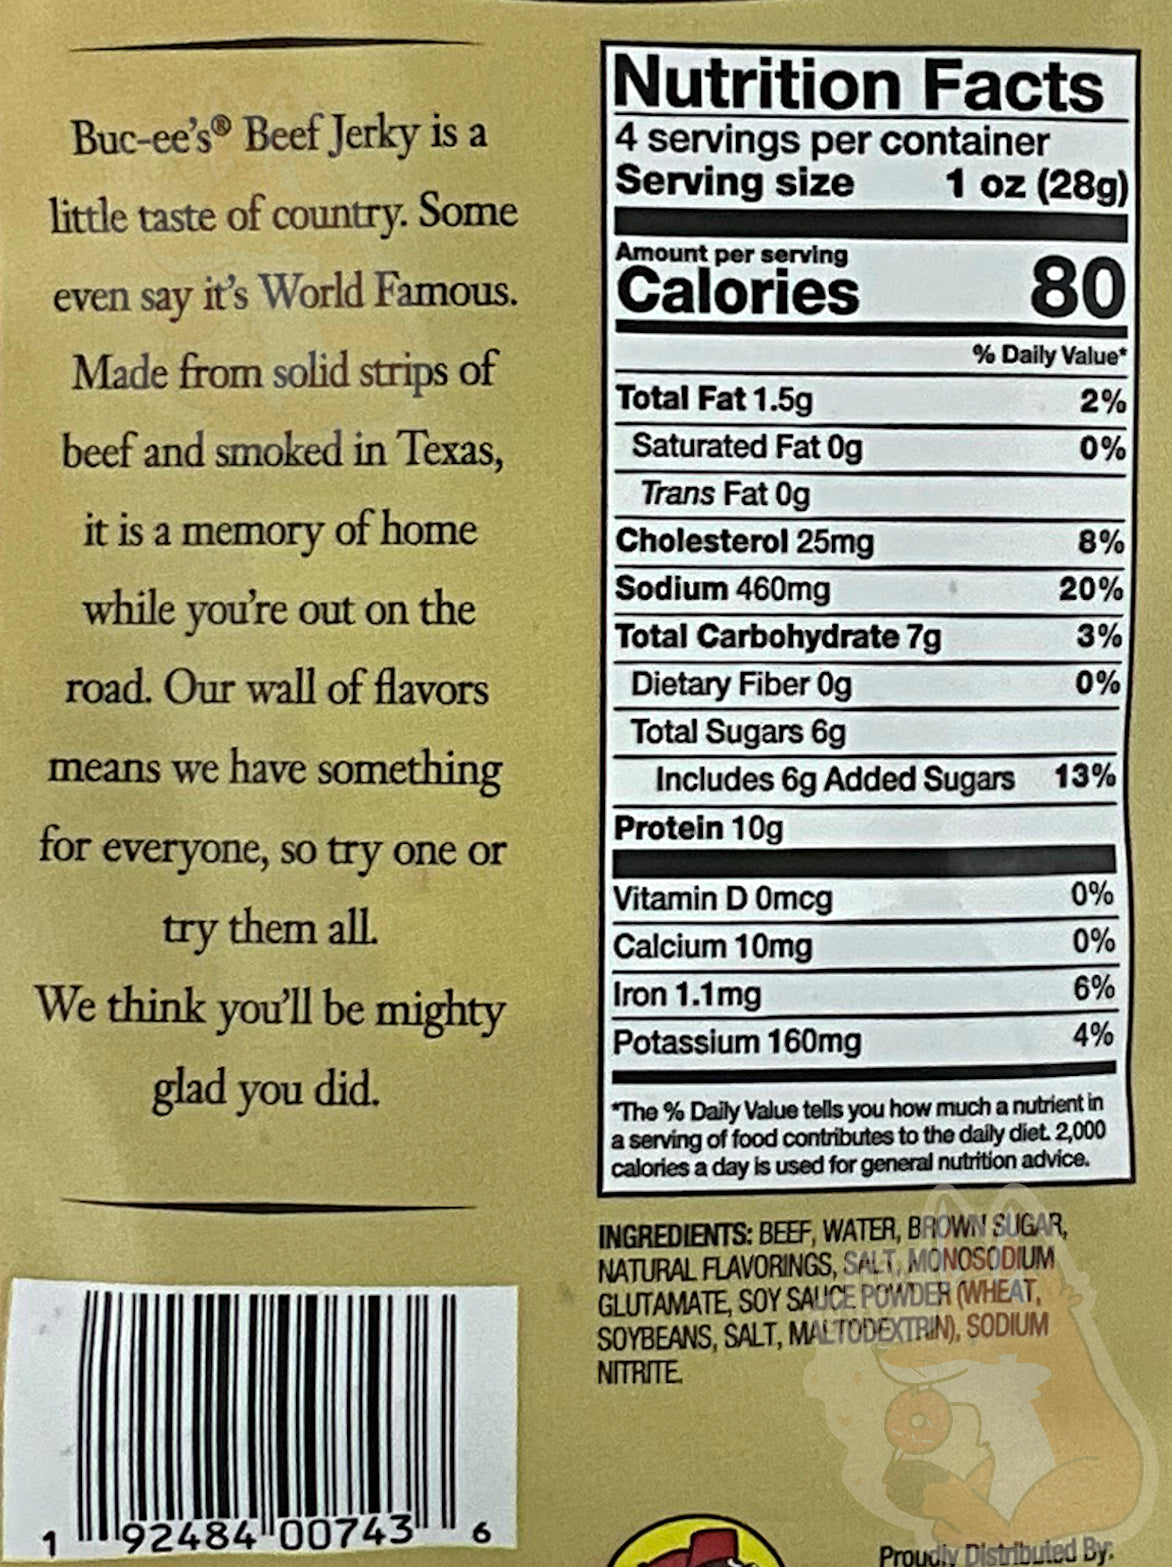 Buc-ee's® Beef Jerky is a
little taste of country. Some
even say it's World Famous.
Made from solid strips of
beef and smoked in Texas,
it is a memory of home
while you're out on the
road. Our wall of flavors
means we have something
for everyone, so try one or
try them all.
We think you'll be mighty
glad you did.
1 92484 00743 6
Nutrition Facts
4 servings per container
Serving size 1 oz (28g)
Amount per serving
Calories 80
% Daily Value*
Total Fat 1.5g 2%
Saturated Fat 0g 0%
Trans Fat 0g
Cholesterol 25mg 8%
Sodium 460mg 20%
Total Carbohydrate 7g 3%
Dietary Fiber 0g 0%
Total Sugars 6g
Includes 6g Added Sugars 13%
Protein 10g
Vitamin D 0mcg 0%
Calcium 10mg 0%
Iron 1.1mg 6%
Potassium 160mg 4%
*The % Daily Value tells you how much a nutrient in
a serving of food contributes to the daily diet. 2,000
calories a day is used for general nutrition advice.
INGREDIENTS: BEEF, WATER, BROWN SUGAR,
NATURAL FLAVORINGS, SALT, MONOSODIUM
GLUTAMATE, SOY SAUCE POWDER (WHEAT,
SOYBEANS, SALT, MALTODEXTRIN), SODIUM
NITRITE.
Proudly Distributed By: